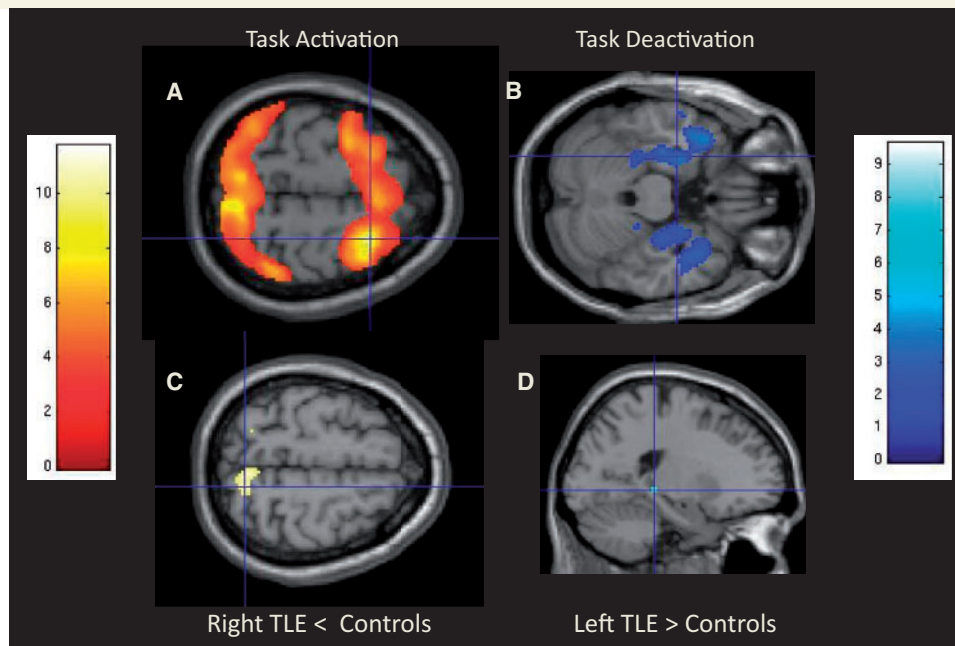 Task Activation
Task Deactivation
A
B
10
8
6
4
2
0
9
8
7
6
5
4
3
2
1
0
C
D
Right TLE < Controls
Left TLE > Controls